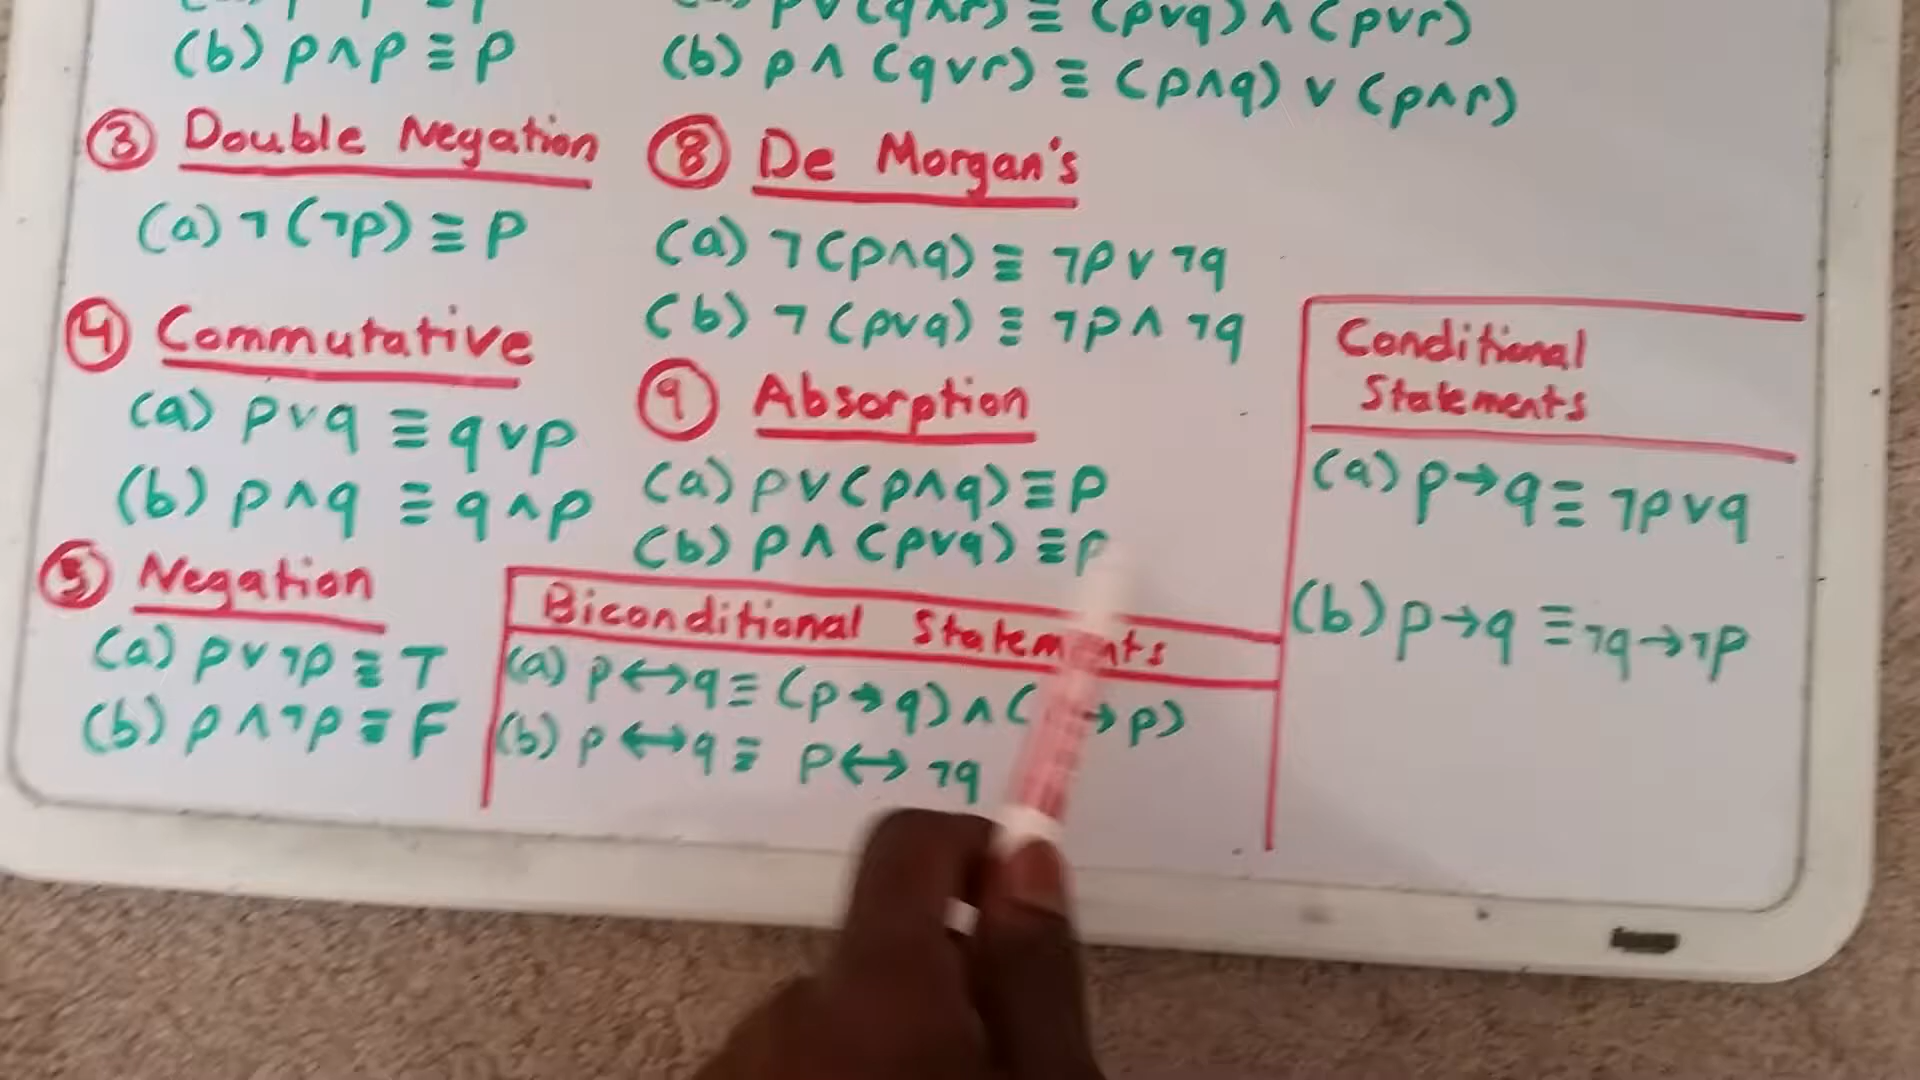 (b) p∧p ≡ p
③ Double Negation
(a) ¬(¬p) ≡ p
④ Commutative
(a) p∨q ≡ q∨p
(b) p∧q ≡ q∧p
⑤ Negation
(a) p∨¬p ≡ T
(b) p∧¬p ≡ F
(a) p∨(q∧r) ≡ (p∨q) ∧ (p∨r)
(b) p∧(q∨r) ≡ (p∧q) ∨ (p∧r)
⑧ De Morgan's
(a) ¬(p∧q) ≡ ¬p∨¬q
(b) ¬(p∨q) ≡ ¬p∧¬q
⑨ Absorption
(a) p∨(p∧q) ≡ p
(b) p∧(p∨q) ≡ p
Biconditional Statements
(a) p↔q ≡ (p→q)∧( →p)
(b) p↔q ≡ p↔¬q
Conditional
Statements
(a) p→q ≡ ¬p∨q
(b) p→q ≡ ¬q→¬p